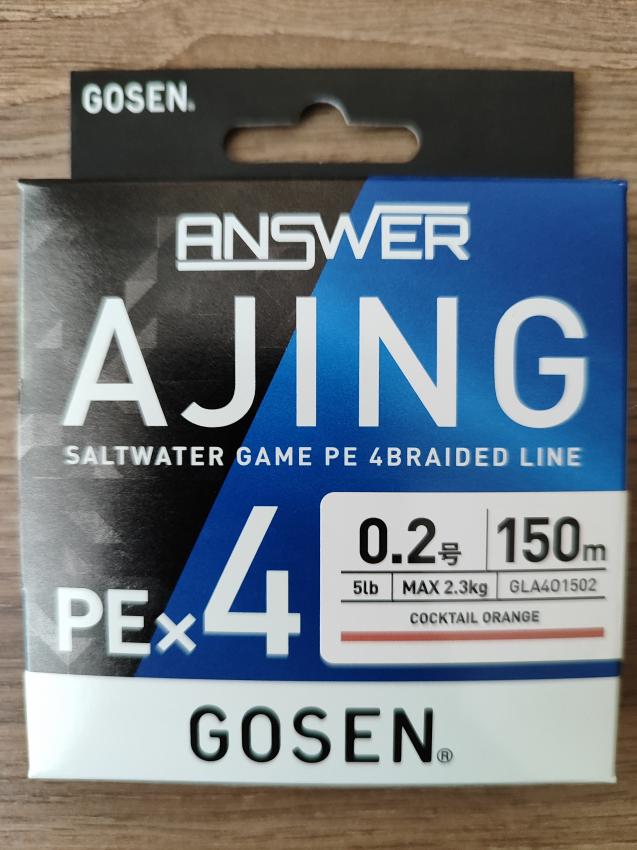 GOSEN®
ANSWER
AJING
SALTWATER GAME PE 4BRAIDED LINE
PE×4
0.2号 150m
5lb MAX 2.3kg GLA4O1502
COCKTAIL ORANGE
GOSEN®